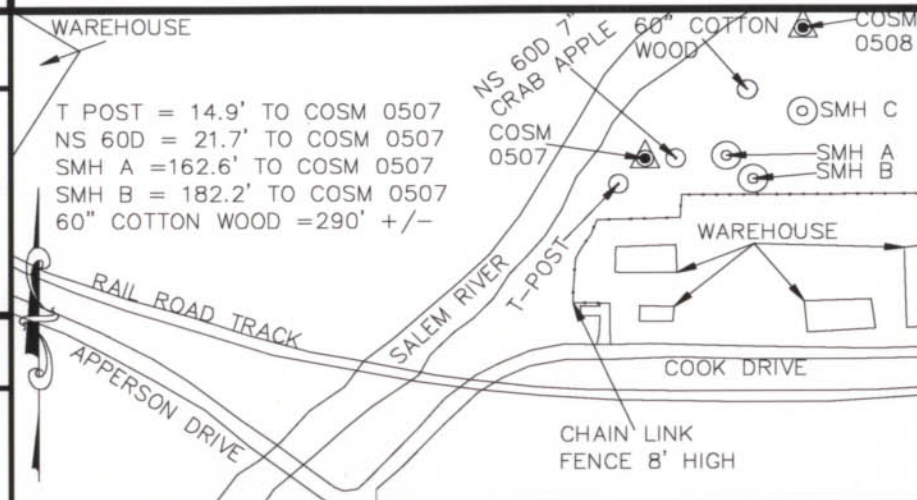 WAREHOUSE
T POST = 14.9' TO COSM 0507
NS 60D = 21.7' TO COSM 0507
SMH A =162.6' TO COSM 0507
SMH B = 182.2' TO COSM 0507
60" COTTON WOOD =290' +/-
NS 60D 7"
CRAB APPLE
60" COTTON
WOOD
COSM
0508
SMH C
COSM
0507
SMH A
SMH B
T-POST
WAREHOUSE
RAIL ROAD TRACK
SALEM RIVER
APPERSON DRIVE
COOK DRIVE
CHAIN LINK
FENCE 8' HIGH